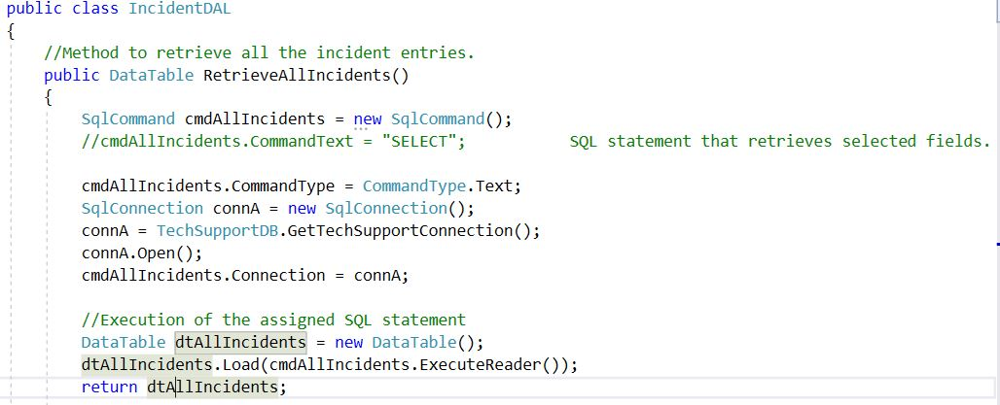 public class IncidentDAL
{
//Method to retrieve all the incident entries.
public DataTable RetrieveAllIncidents()
{
SqlCommand cmdAllIncidents = new SqlCommand();
//cmdAllIncidents.CommandText = "SELECT"; SQL statement that retrieves selected fields.
cmdAllIncidents.CommandType = CommandType.Text;
SqlConnection connA = new SqlConnection();
connA = TechSupportDB.GetTechSupportConnection();
connA.Open();
cmdAllIncidents.Connection = connA;
//Execution of the assigned SQL statement
DataTable dtAllIncidents = new DataTable();
dtAllIncidents.Load(cmdAllIncidents.ExecuteReader());
return dtAllIncidents;